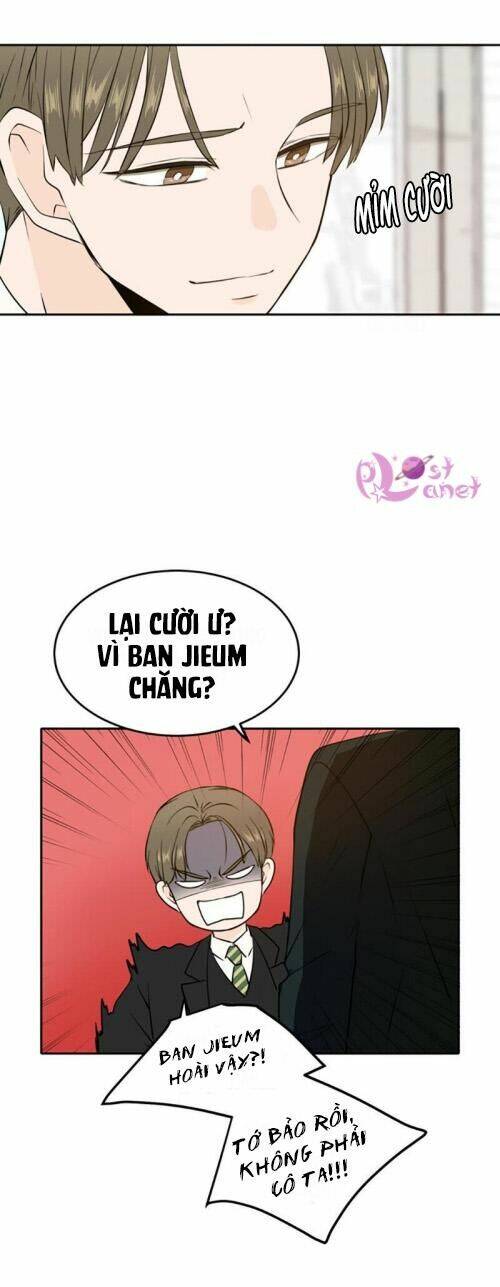 MỈM CƯỜI
Lost
Planet
LẠI CƯỜI Ư?
VÌ BAN JIEUM
CHĂNG?
BAN JIEUM
HOÀI VẬY?!
TỚ BẢO RỒI,
KHÔNG PHẢI
CÔ TA!!!